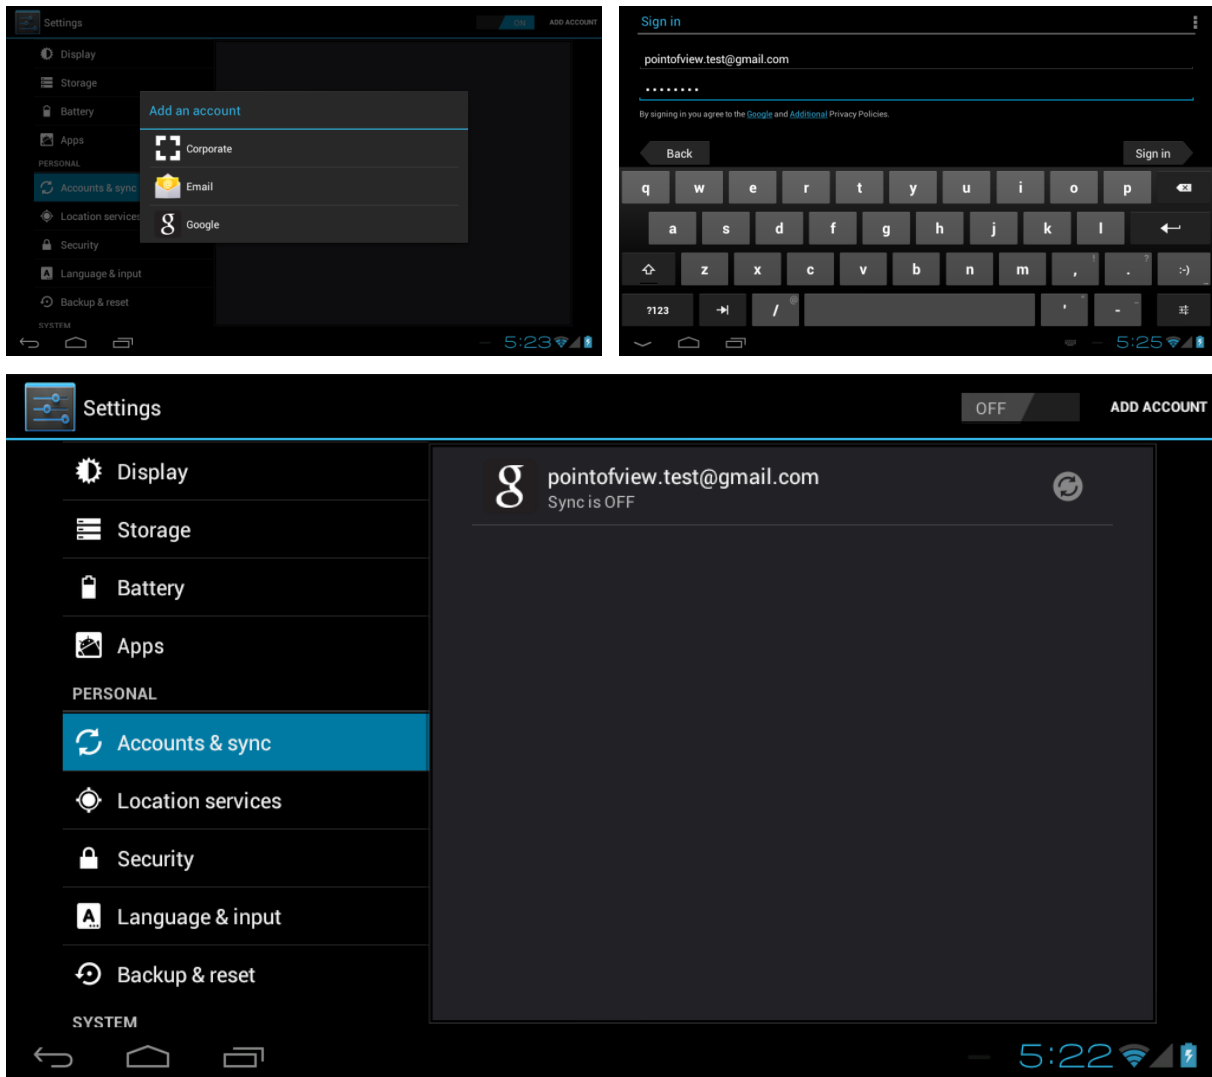 Settings
ON
ADD ACCOUNT
Display
Storage
Battery
Apps
PERSONAL
Accounts & sync
Location services
Security
Language & input
Backup & reset
SYSTEM
Add an account
Corporate
Email
Google
5:23
Sign in
pointofview.test@gmail.com
••••••••
By signing in you agree to the Google and Additional Privacy Policies.
Back
Sign in
q w e r t y u i o p
a s d f g h j k l
z x c v b n m , ! . ? :-)
?123 / @ ' " - _
5:25
Settings
OFF
ADD ACCOUNT
Display
Storage
Battery
Apps
PERSONAL
Accounts & sync
Location services
Security
Language & input
Backup & reset
SYSTEM
pointofview.test@gmail.com
Sync is OFF
5:22